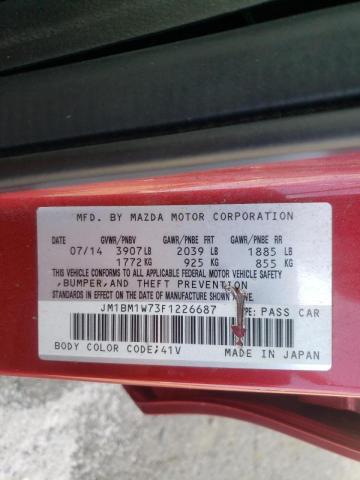 MFD. BY MAZDA MOTOR CORPORATION
GVWR/PNBV GAWR/PNBE FRT GAWR/PNBE RR
07/14 3907 LB 2039 LB 1885 LB
1772 KG 925 KG 855 KG
THIS VEHICLE CONFORMS TO ALL APPLICABLE FEDERAL MOTOR VEHICLE SAFETY
,BUMPER,AND THEFT PREVENTION
STANDARDS IN EFFECT ON THE DATE OF MANUFACTURE SHOWN ABOVE.
JM1BM1W73F1226687 PE: PASS CAR
BODY COLOR CODE;41V MADE IN JAPAN